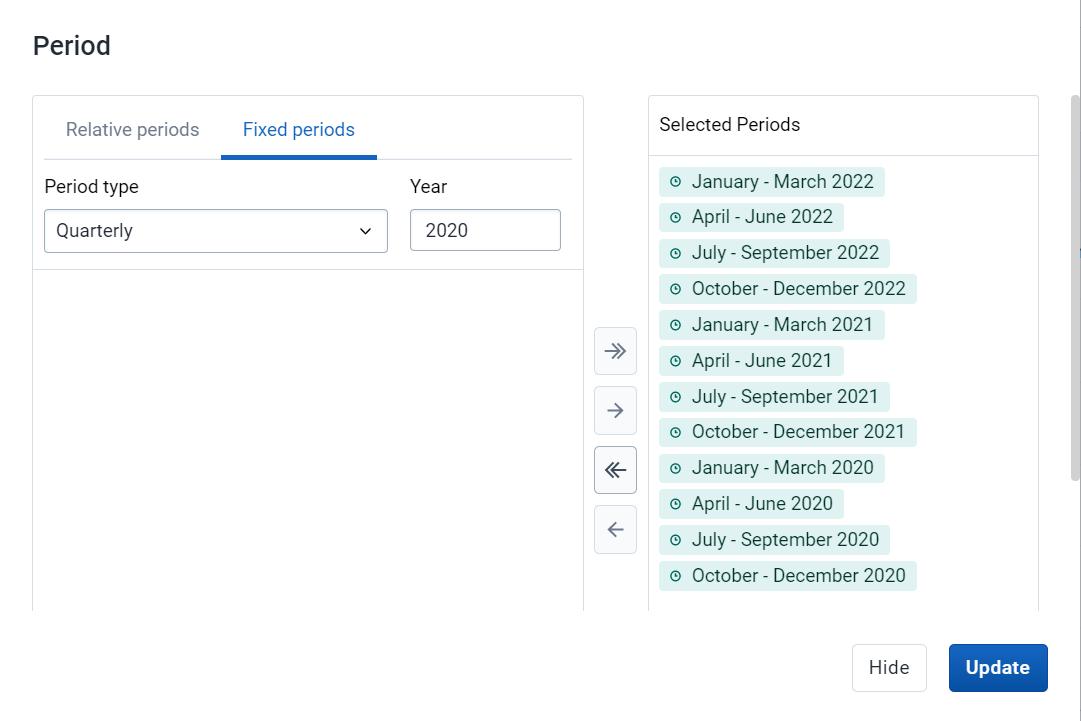 Period
Relative periods
Fixed periods
Period type
Year
Quarterly
2020
Selected Periods
January - March 2022
April - June 2022
July - September 2022
October - December 2022
January - March 2021
April - June 2021
July - September 2021
October - December 2021
January - March 2020
April - June 2020
July - September 2020
October - December 2020
Hide
Update